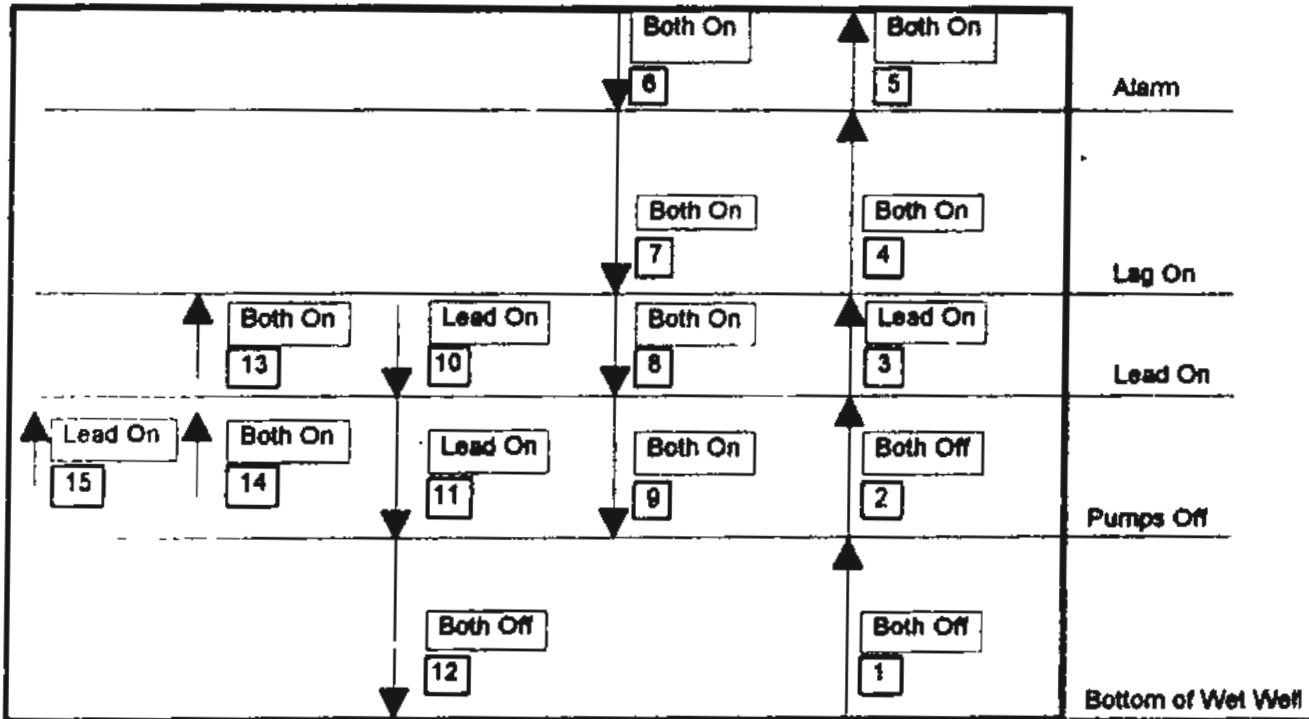 Both On
Both On
6
5
Alarm
Both On
Both On
7
4
Lag On
Both On
Lead On
Both On
Lead On
13
10
8
3
Lead On
Lead On
Both On
Lead On
Both On
Both Off
15
14
11
9
2
Pumps Off
Both Off
Both Off
12
1
Bottom of Wet Well